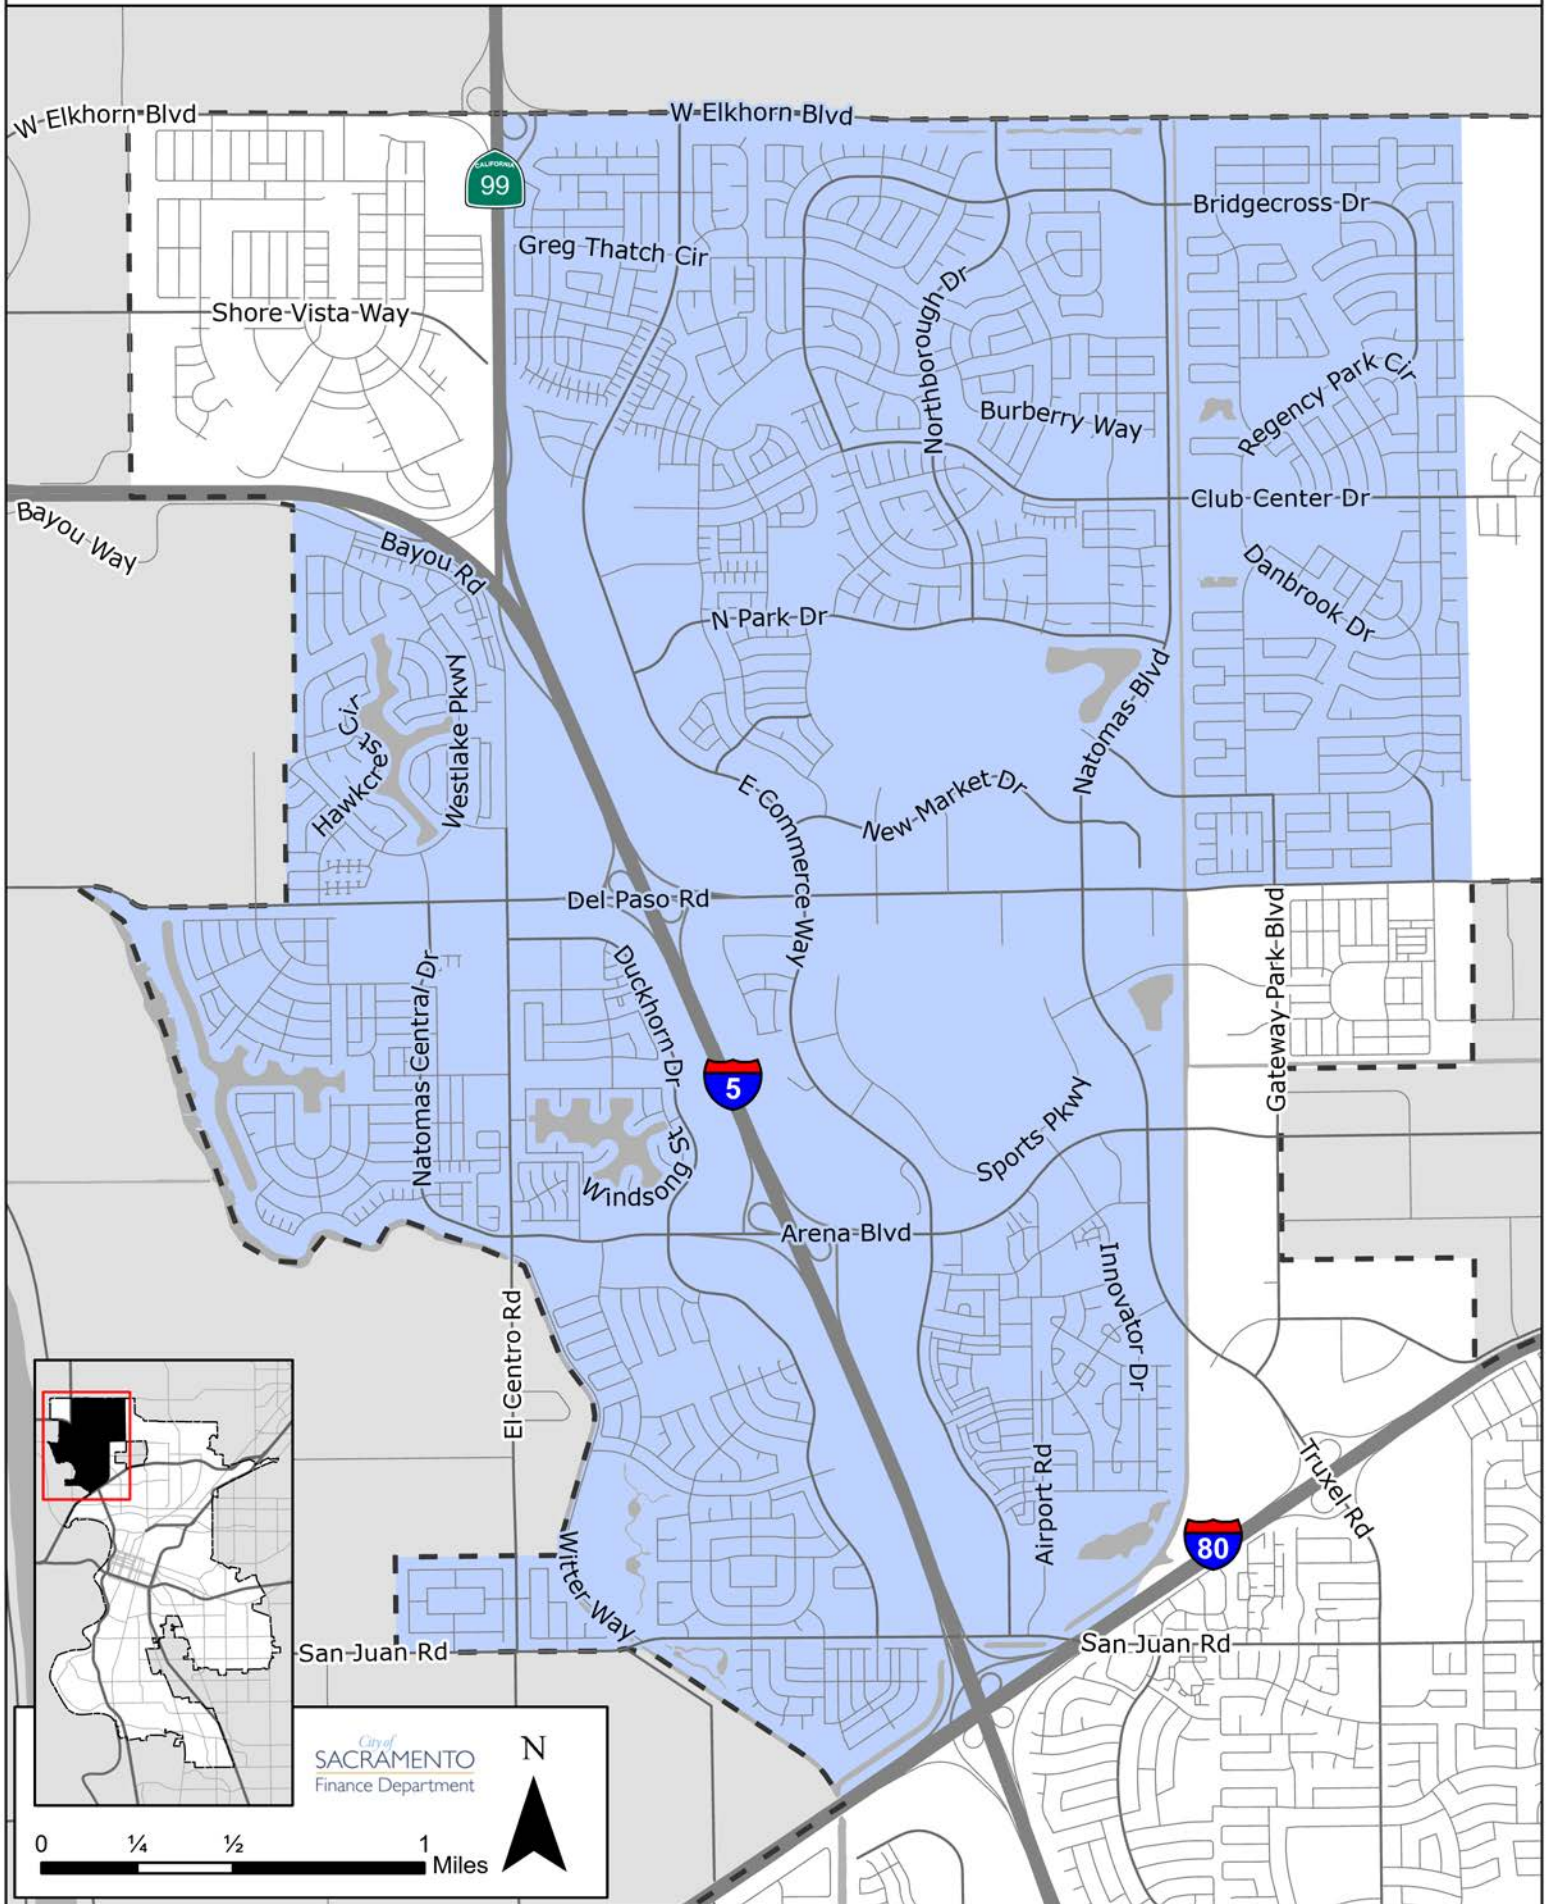 W Elkhorn Blvd
W Elkhorn Blvd
CALIFORNIA
99
Bridgecross Dr
Greg Thatch Cir
Northborough Dr
Shore Vista Way
Regency Park Cir
Burberry Way
Club Center Dr
Bayou Way
Bayou Rd
Danbrook Dr
N Park Dr
Natomas Blvd
Westlake Pkwy
Hawkcrest Cir
E Commerce Way
New Market Dr
Del Paso Rd
Gateway Park Blvd
Duckhorn Dr
Natomas Central Dr
5
Sports Pkwy
Windsong St
Arena Blvd
Innovator Dr
El Centro Rd
Airport Rd
Truxel Rd
80
Witter Way
San Juan Rd
San Juan Rd
City of
SACRAMENTO
Finance Department
N
0 ¼ ½ 1
Miles